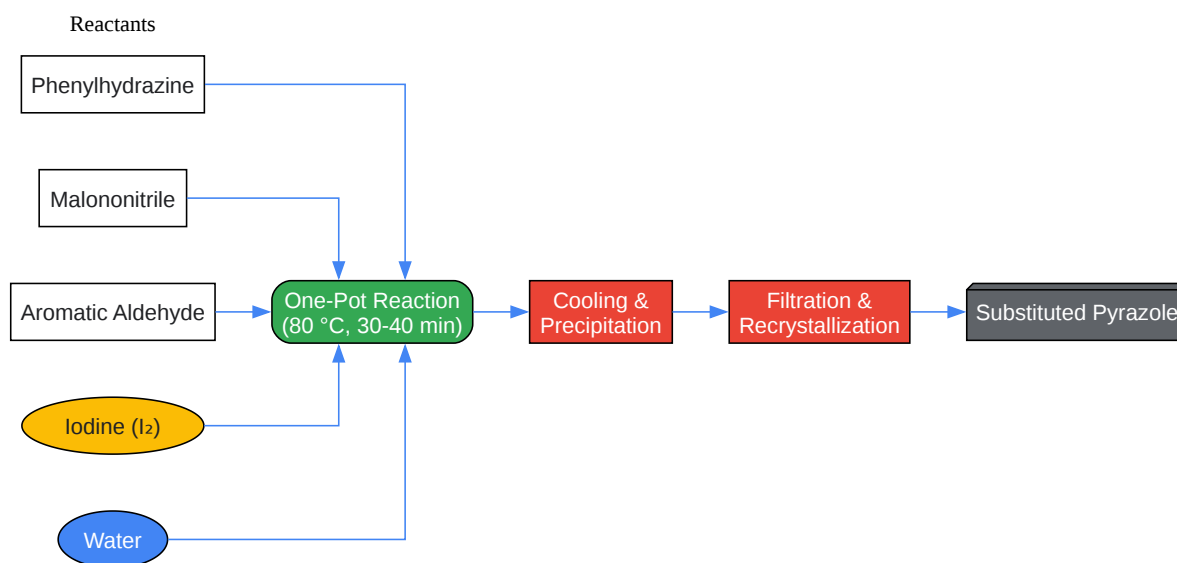 Reactants
Phenylhydrazine
Malononitrile
Aromatic Aldehyde
One-Pot Reaction
(80 °C, 30-40 min)
Cooling &
Precipitation
Filtration &
Recrystallization
Substituted Pyrazole
Iodine (I₂)
Water